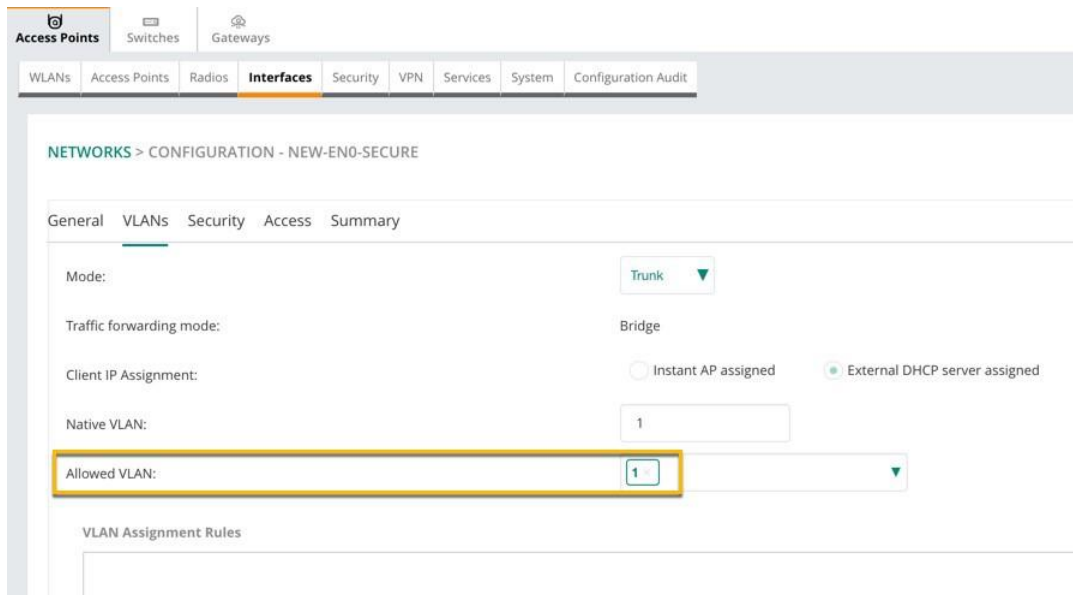 Access Points Switches Gateways
WLANs Access Points Radios Interfaces Security VPN Services System Configuration Audit
NETWORKS > CONFIGURATION - NEW-EN0-SECURE
General VLANs Security Access Summary
Mode: Trunk
Traffic forwarding mode: Bridge
Client IP Assignment: Instant AP assigned External DHCP server assigned
Native VLAN: 1
Allowed VLAN: 1 ×
VLAN Assignment Rules